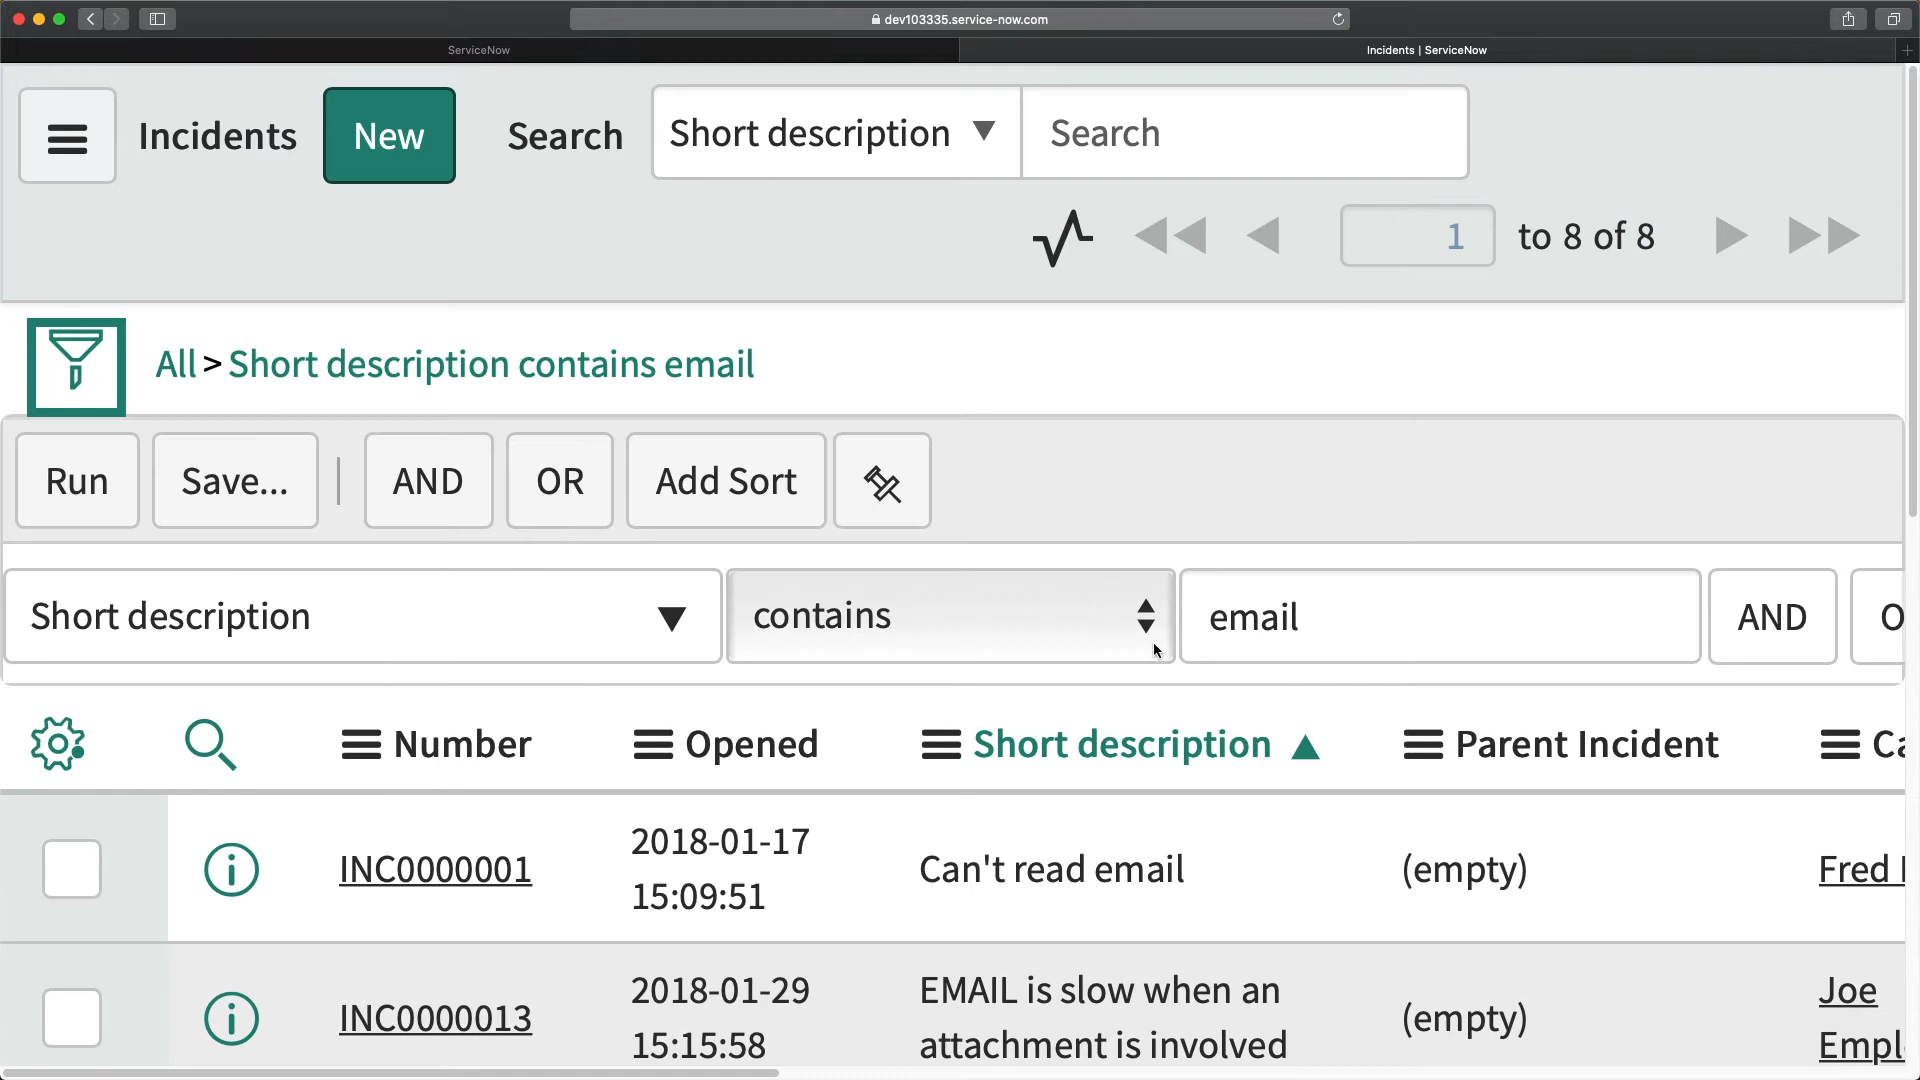 dev103335.service-now.com
ServiceNow
Incidents | ServiceNow
Incidents New Search Short description Search
1 to 8 of 8
All > Short description contains email
Run Save... AND OR Add Sort
Short description contains email AND O
Number Opened Short description Parent Incident Ca
INC0000001 2018-01-17 15:09:51 Can't read email (empty) Fred
INC0000013 2018-01-29 15:15:58 EMAIL is slow when an attachment is involved (empty) Joe Empl